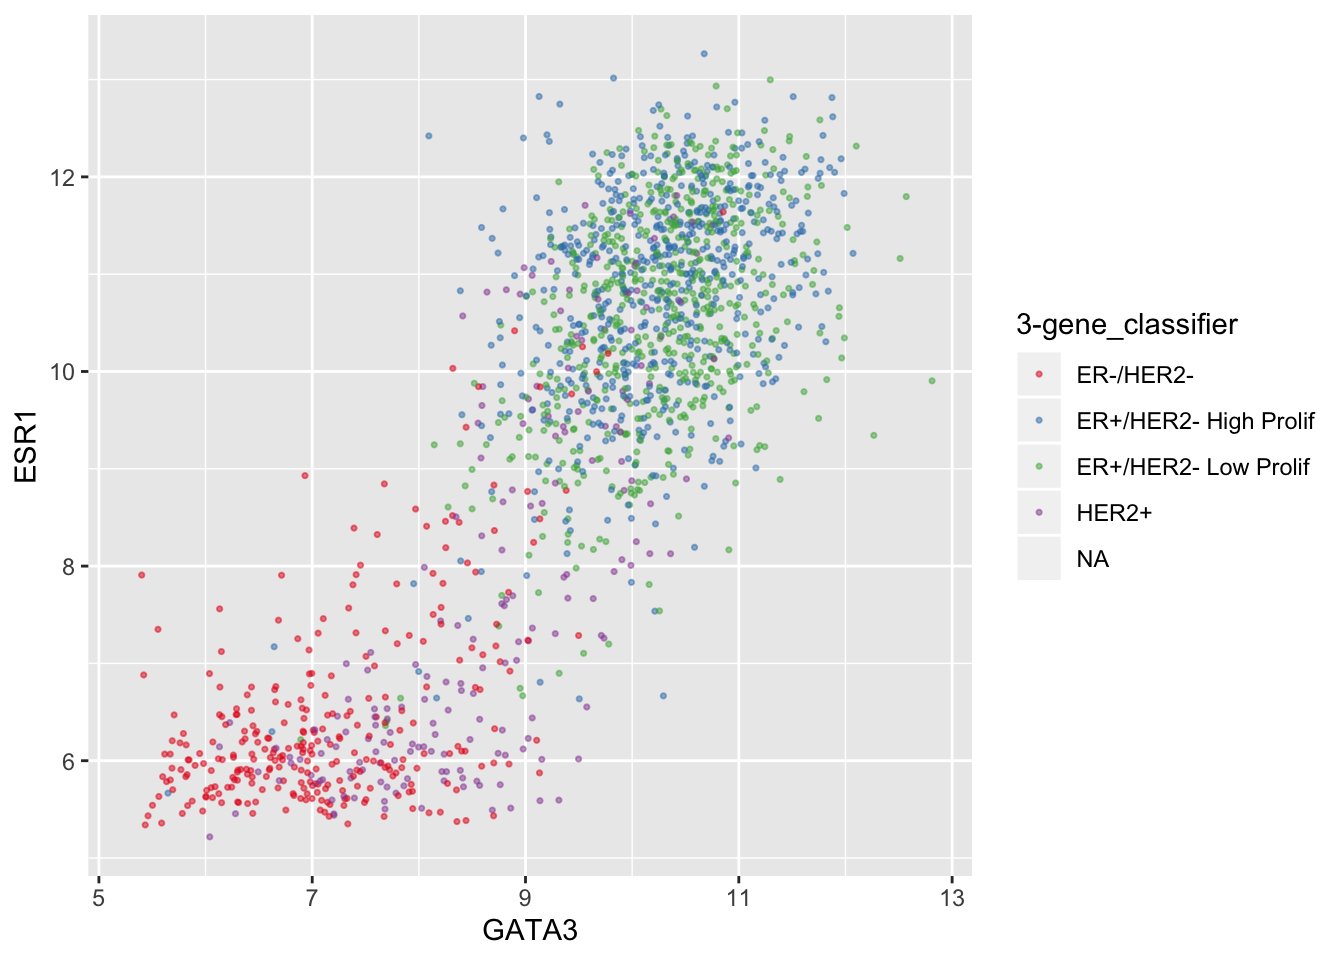 12
10
8
6
5
7
9
11
13
GATA3
ESR1
3-gene_classifier
ER-/HER2-
ER+/HER2- High Prolif
ER+/HER2- Low Prolif
HER2+
NA